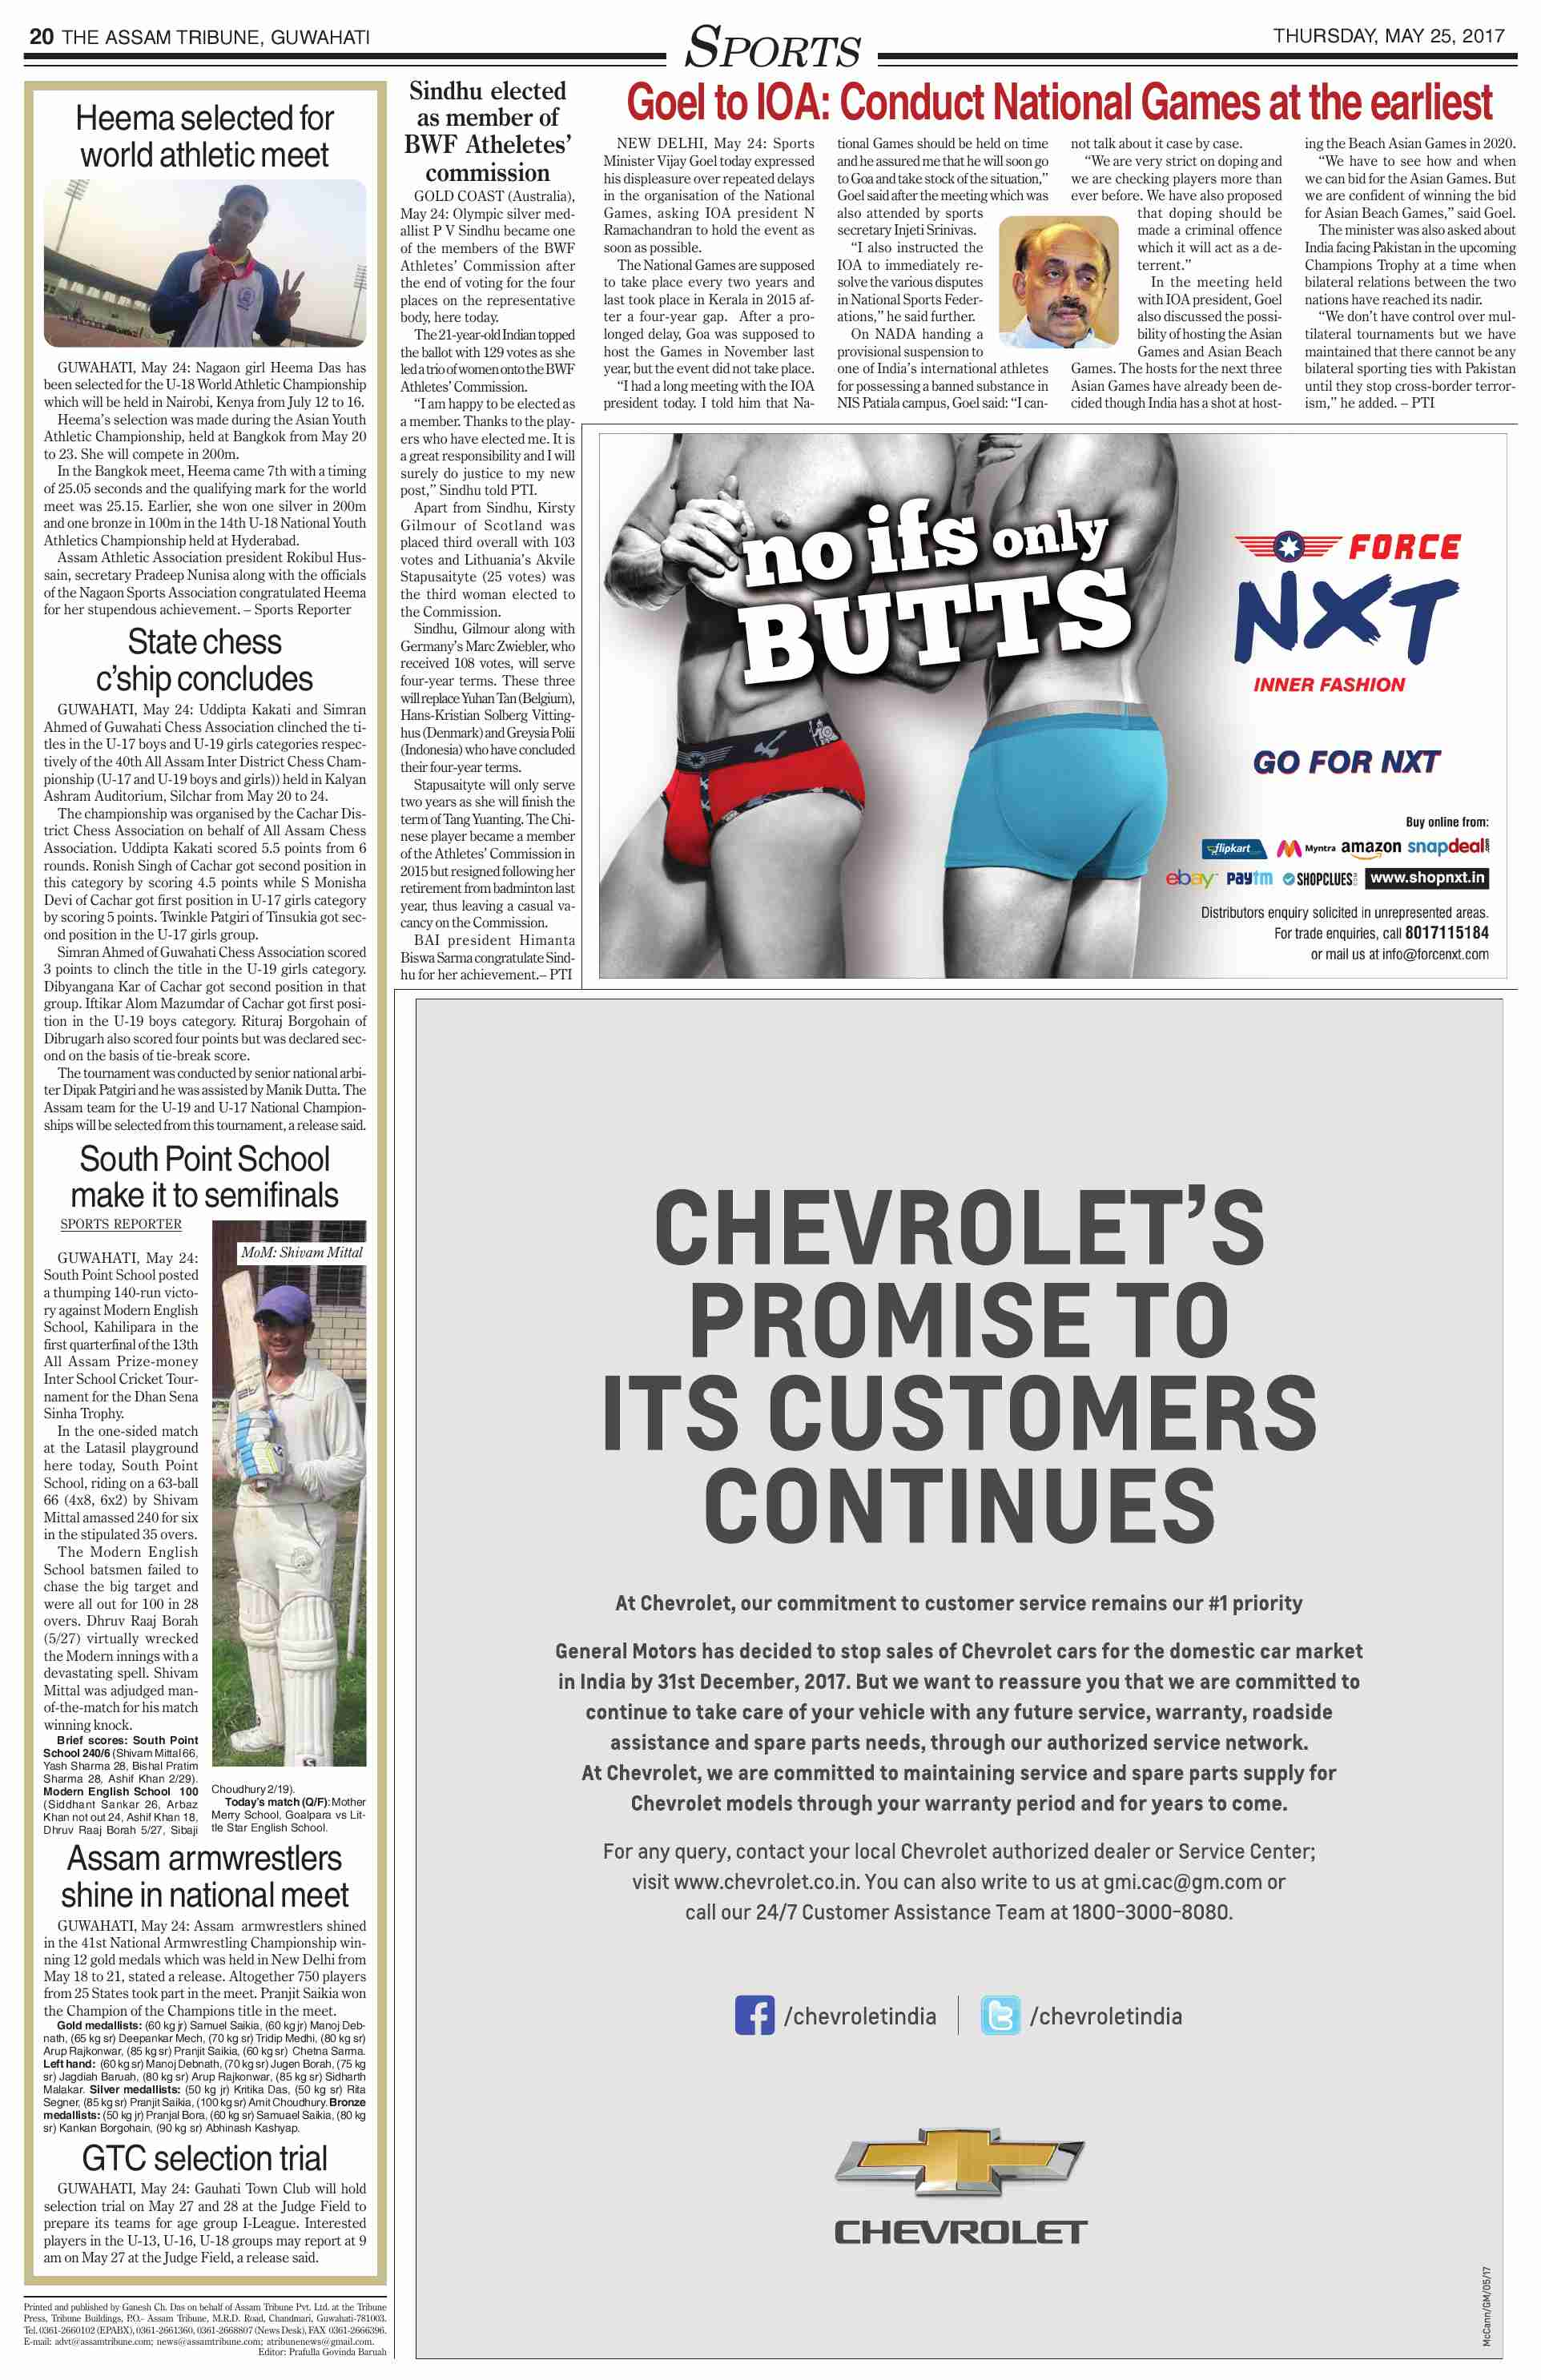 20 THE ASSAM TRIBUNE, GUWAHATI
SPORTS
THURSDAY, MAY 25, 2017
Heema selected for
world athletic meet
GUWAHATI, May 24: Nagaon girl Heema Das has
been selected for the U-18 World Athletic Championship
which will be held in Nairobi, Kenya from July 12 to 16.
Heema's selection was made during the Asian Youth
Athletic Championship, held at Bangkok from May 20
to 23. She will compete in 200m.
In the Bangkok meet, Heema came 7th with a timing
of 25.05 seconds and the qualifying mark for the world
meet was 25.15. Earlier, she won one silver in 200m
and one bronze in 100m in the 14th U-18 National Youth
Athletics Championship held at Hyderabad.
Assam Athletic Association president Rokibul Hus-
sain, secretary Pradeep Nunisa along with the officials
of the Nagaon Sports Association congratulated Heema
for her stupendous achievement. – Sports Reporter
State chess
c'ship concludes
GUWAHATI, May 24: Uddipta Kakati and Simran
Ahmed of Guwahati Chess Association clinched the ti-
tles in the U-17 boys and U-19 girls categories respec-
tively of the 40th All Assam Inter District Chess Cham-
pionship (U-17 and U-19 boys and girls)) held in Kalyan
Ashram Auditorium, Silchar from May 20 to 24.
The championship was organised by the Cachar Dis-
trict Chess Association on behalf of All Assam Chess
Association. Uddipta Kakati scored 5.5 points from 6
rounds. Ronish Singh of Cachar got second position in
this category by scoring 4.5 points while S Monisha
Devi of Cachar got first position in U-17 girls category
by scoring 5 points. Twinkle Patgiri of Tinsukia got sec-
ond position in the U-17 girls group.
Simran Ahmed of Guwahati Chess Association scored
3 points to clinch the title in the U-19 girls category.
Dibyangana Kar of Cachar got second position in that
group. Iftikar Alom Mazumdar of Cachar got first posi-
tion in the U-19 boys category. Rituraj Borgohain of
Dibrugarh also scored four points but was declared sec-
ond on the basis of tie-break score.
The tournament was conducted by senior national arbi-
ter Dipak Patgiri and he was assisted by Manik Dutta. The
Assam team for the U-19 and U-17 National Champion-
ships will be selected from this tournament, a release said.
South Point School
make it to semifinals
SPORTS REPORTER
GUWAHATI, May 24:
South Point School posted
a thumping 140-run victo-
ry against Modern English
School, Kahilipara in the
first quarterfinal of the 13th
All Assam Prize-money
Inter School Cricket Tour-
nament for the Dhan Sena
Sinha Trophy.
In the one-sided match
at the Latasil playground
here today, South Point
School, riding on a 63-ball
66 (4x8, 6x2) by Shivam
Mittal amassed 240 for six
in the stipulated 35 overs.
The Modern English
School batsmen failed to
chase the big target and
were all out for 100 in 28
overs. Dhruv Raaj Borah
(5/27) virtually wrecked
the Modern innings with a
devastating spell. Shivam
Mittal was adjudged man-
of-the-match for his match
winning knock.
Brief scores: South Point
School 240/6 (Shivam Mittal 66,
Yash Sharma 28, Bishal Pratim
Sharma 28, Ashif Khan 2/29).
Modern English School 100
(Siddhant Sankar 26, Arbaz
Khan not out 24, Ashif Khan 18,
Dhruv Raaj Borah 5/27, Sibaji
MoM: Shivam Mittal
Choudhury 2/19).
Today's match (Q/F): Mother
Merry School, Goalpara vs Lit-
tle Star English School.
Assam armwrestlers
shine in national meet
GUWAHATI, May 24: Assam armwrestlers shined
in the 41st National Armwrestling Championship win-
ning 12 gold medals which was held in New Delhi from
May 18 to 21, stated a release. Altogether 750 players
from 25 States took part in the meet. Pranjit Saikia won
the Champion of the Champions title in the meet.
Gold medallists: (60 kg jr) Samuel Saikia, (60 kg jr) Manoj Deb-
nath, (65 kg sr) Deepankar Mech, (70 kg sr) Tridip Medhi, (80 kg sr)
Arup Rajkonwar, (85 kg sr) Pranjit Saikia, (60 kg sr) Chetna Sarma.
Left hand: (60 kg sr) Manoj Debnath, (70 kg sr) Jugen Borah, (75 kg
sr) Jagdiah Baruah, (80 kg sr) Arup Rajkonwar, (85 kg sr) Sidharth
Malakar. Silver medallists: (50 kg jr) Kritika Das, (50 kg sr) Rita
Segner, (85 kg sr) Pranjit Saikia, (100 kg sr) Amit Choudhury. Bronze
medallists: (50 kg jr) Pranjal Bora, (60 kg sr) Samuael Saikia, (80 kg
sr) Kankan Borgohain, (90 kg sr) Abhinash Kashyap.
GTC selection trial
GUWAHATI, May 24: Gauhati Town Club will hold
selection trial on May 27 and 28 at the Judge Field to
prepare its teams for age group I-League. Interested
players in the U-13, U-16, U-18 groups may report at 9
am on May 27 at the Judge Field, a release said.
Printed and published by Ganesh Ch. Das on behalf of Assam Tribune Pvt. Ltd. at the Tribune
Press, Tribune Buildings, P.O.- Assam Tribune, M.R.D. Road, Chandmari, Guwahati-781003.
Tel. 0361-2660102 (EPABX), 0361-2661360, 0361-2668807 (News Desk), FAX 0361-2666396.
E-mail: advt@assamtribune.com; news@assamtribune.com; atribunenews@gmail.com.
Editor: Prafulla Govinda Baruah
Sindhu elected
as member of
BWF Atheletes'
commission
GOLD COAST (Australia),
May 24: Olympic silver med-
allist P V Sindhu became one
of the members of the BWF
Athletes' Commission after
the end of voting for the four
places on the representative
body, here today.
The 21-year-old Indian topped
the ballot with 129 votes as she
led a trio of women onto the BWF
Athletes' Commission.
"I am happy to be elected as
a member. Thanks to the play-
ers who have elected me. It is
a great responsibility and I will
surely do justice to my new
post," Sindhu told PTI.
Apart from Sindhu, Kirsty
Gilmour of Scotland was
placed third overall with 103
votes and Lithuania's Akvile
Stapusaityte (25 votes) was
the third woman elected to
the Commission.
Sindhu, Gilmour along with
Germany's Marc Zwiebler, who
received 108 votes, will serve
four-year terms. These three
will replace Yuhan Tan (Belgium),
Hans-Kristian Solberg Vitting-
hus (Denmark) and Greysia Polii
(Indonesia) who have concluded
their four-year terms.
Stapusaityte will only serve
two years as she will finish the
term of Tang Yuanting. The Chi-
nese player became a member
of the Athletes' Commission in
2015 but resigned following her
retirement from badminton last
year, thus leaving a casual va-
cancy on the Commission.
BAI president Himanta
Biswa Sarma congratulate Sind-
hu for her achievement.– PTI
Goel to IOA: Conduct National Games at the earliest
NEW DELHI, May 24: Sports
Minister Vijay Goel today expressed
his displeasure over repeated delays
in the organisation of the National
Games, asking IOA president N
Ramachandran to hold the event as
soon as possible.
The National Games are supposed
to take place every two years and
last took place in Kerala in 2015 af-
ter a four-year gap. After a pro-
longed delay, Goa was supposed to
host the Games in November last
year, but the event did not take place.
"I had a long meeting with the IOA
president today. I told him that Na-
tional Games should be held on time
and he assured me that he will soon go
to Goa and take stock of the situation,"
Goel said after the meeting which was
also attended by sports
secretary Injeti Srinivas.
"I also instructed the
IOA to immediately re-
solve the various disputes
in National Sports Feder-
ations," he said further.
On NADA handing a
provisional suspension to
one of India's international athletes
for possessing a banned substance in
NIS Patiala campus, Goel said: "I can-
not talk about it case by case.
"We are very strict on doping and
we are checking players more than
ever before. We have also proposed
that doping should be
made a criminal offence
which it will act as a de-
terrent."
In the meeting held
with IOA president, Goel
also discussed the possi-
bility of hosting the Asian
Games and Asian Beach
Games. The hosts for the next three
Asian Games have already been de-
cided though India has a shot at host-
ing the Beach Asian Games in 2020.
"We have to see how and when
we can bid for the Asian Games. But
we are confident of winning the bid
for Asian Beach Games," said Goel.
The minister was also asked about
India facing Pakistan in the upcoming
Champions Trophy at a time when
bilateral relations between the two
nations have reached its nadir.
"We don't have control over mul-
tilateral tournaments but we have
maintained that there cannot be any
bilateral sporting ties with Pakistan
until they stop cross-border terror-
ism," he added. – PTI
no ifs only
BUTTS
FORCE
NXT
INNER FASHION
GO FOR NXT
Buy online from:
flipkart Myntra amazon snapdeal.com
ebay paytm SHOPCLUES www.shopnxt.in
Distributors enquiry solicited in unrepresented areas.
For trade enquiries, call 8017115184
or mail us at info@forcenxt.com
CHEVROLET'S
PROMISE TO
ITS CUSTOMERS
CONTINUES
At Chevrolet, our commitment to customer service remains our #1 priority
General Motors has decided to stop sales of Chevrolet cars for the domestic car market
in India by 31st December, 2017. But we want to reassure you that we are committed to
continue to take care of your vehicle with any future service, warranty, roadside
assistance and spare parts needs, through our authorized service network.
At Chevrolet, we are committed to maintaining service and spare parts supply for
Chevrolet models through your warranty period and for years to come.
For any query, contact your local Chevrolet authorized dealer or Service Center;
visit www.chevrolet.co.in. You can also write to us at gmi.cac@gm.com or
call our 24/7 Customer Assistance Team at 1800-3000-8080.
/chevroletindia
/chevroletindia
CHEVROLET
McCann/GM/05/17